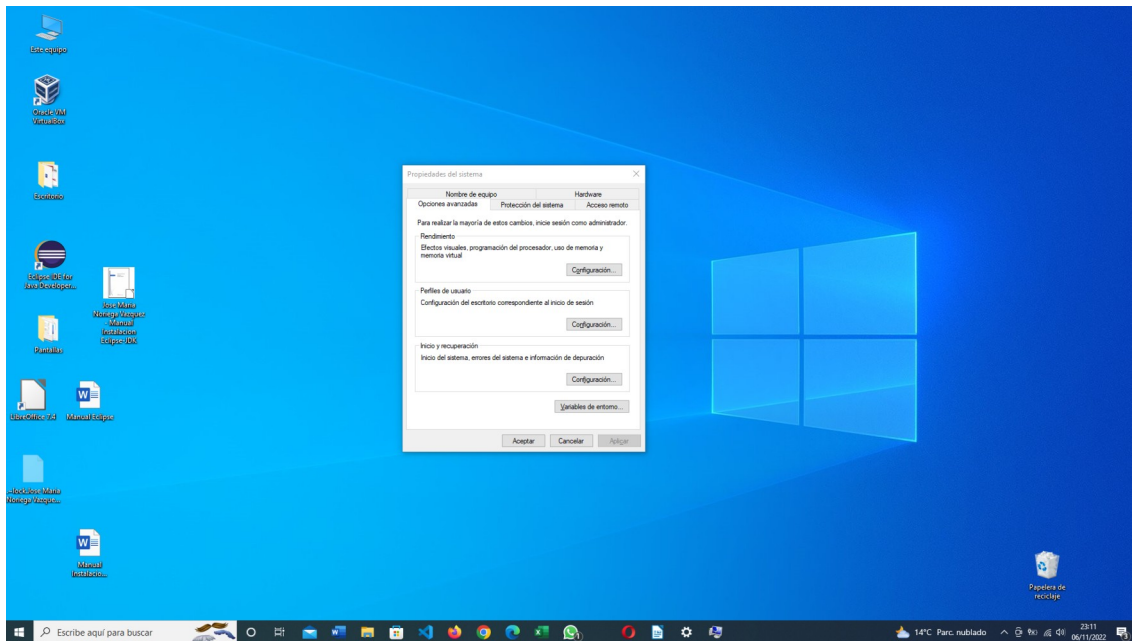 Este equipo
Oracle VM
VirtualBox
Escritorio
Eclipse IDE for
Java Developer...
Jose Maria
Noriega Vazquez
- Manual
Instalacion
Eclipse-JDK
Pantallas
LibreOffice 7.4
Manual Eclipse
Noriega Vazque...
Manual
Instalacio...
Propiedades del sistema
Nombre de equipo
Hardware
Opciones avanzadas
Protección del sistema
Acceso remoto
Para realizar la mayoría de estos cambios, inicie sesión como administrador.
Rendimiento
Efectos visuales, programación del procesador, uso de memoria y
memoria virtual
Configuración...
Perfiles de usuario
Configuración del escritorio correspondiente al inicio de sesión
Configuración...
Inicio y recuperación
Inicio del sistema, errores del sistema e información de depuración
Configuración...
Variables de entorno...
Aceptar
Cancelar
Aplicar
Papelera de
reciclaje
Escribe aquí para buscar
14°C Parc. nublado
23:11
06/11/2022